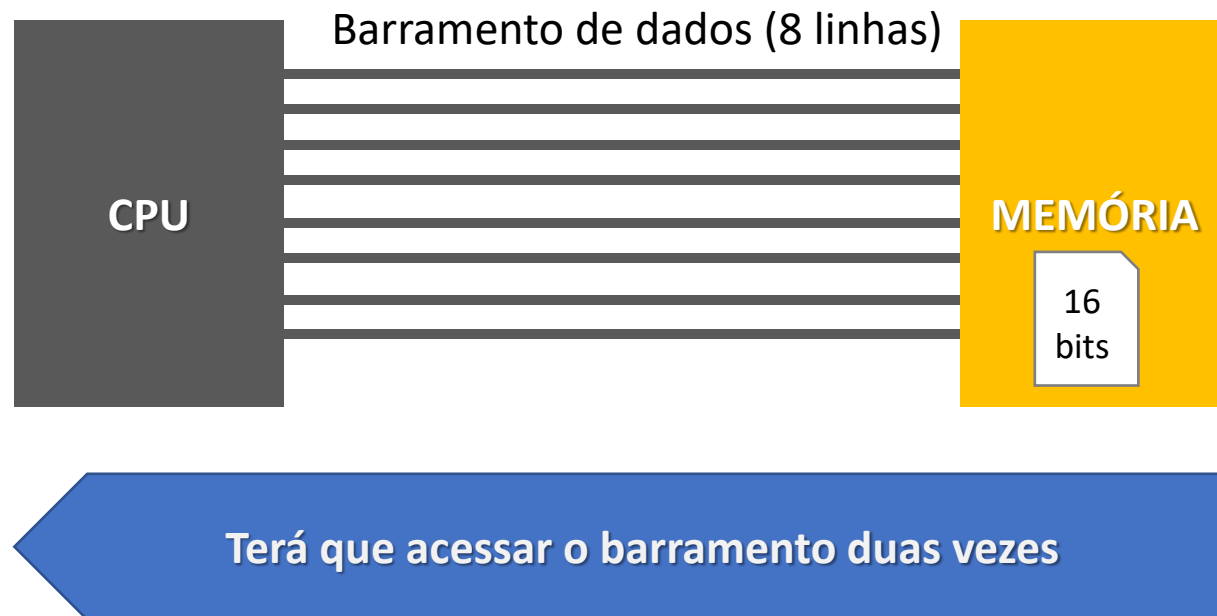 Barramento de dados (8 linhas)
CPU
MEMÓRIA
16
bits
Terá que acessar o barramento duas vezes